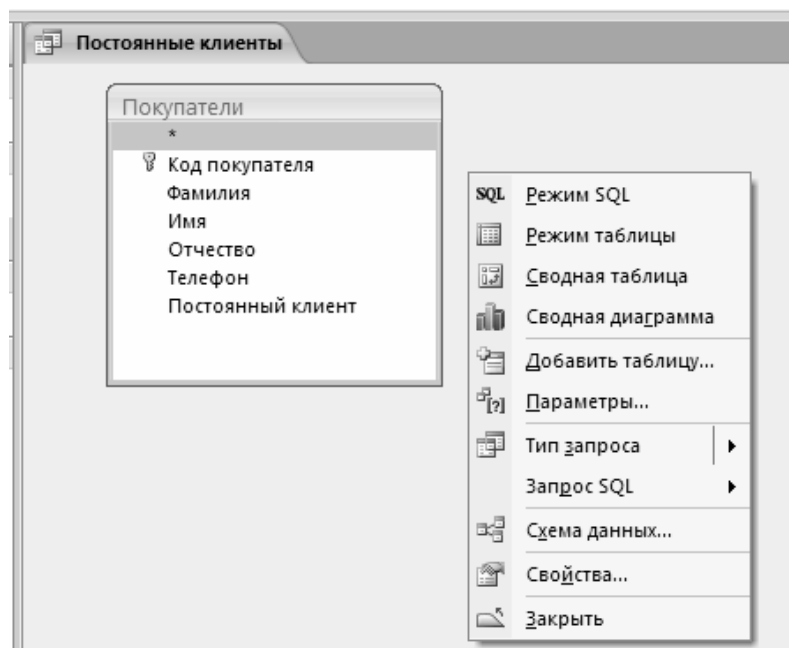 Постоянные клиенты
Покупатели
*
Код покупателя
Фамилия
Имя
Отчество
Телефон
Постоянный клиент
SQL Режим SQL
Режим таблицы
Сводная таблица
Сводная диаграмма
Добавить таблицу...
[?] Параметры...
Тип запроса
Запрос SQL
Схема данных...
Свойства...
Закрыть